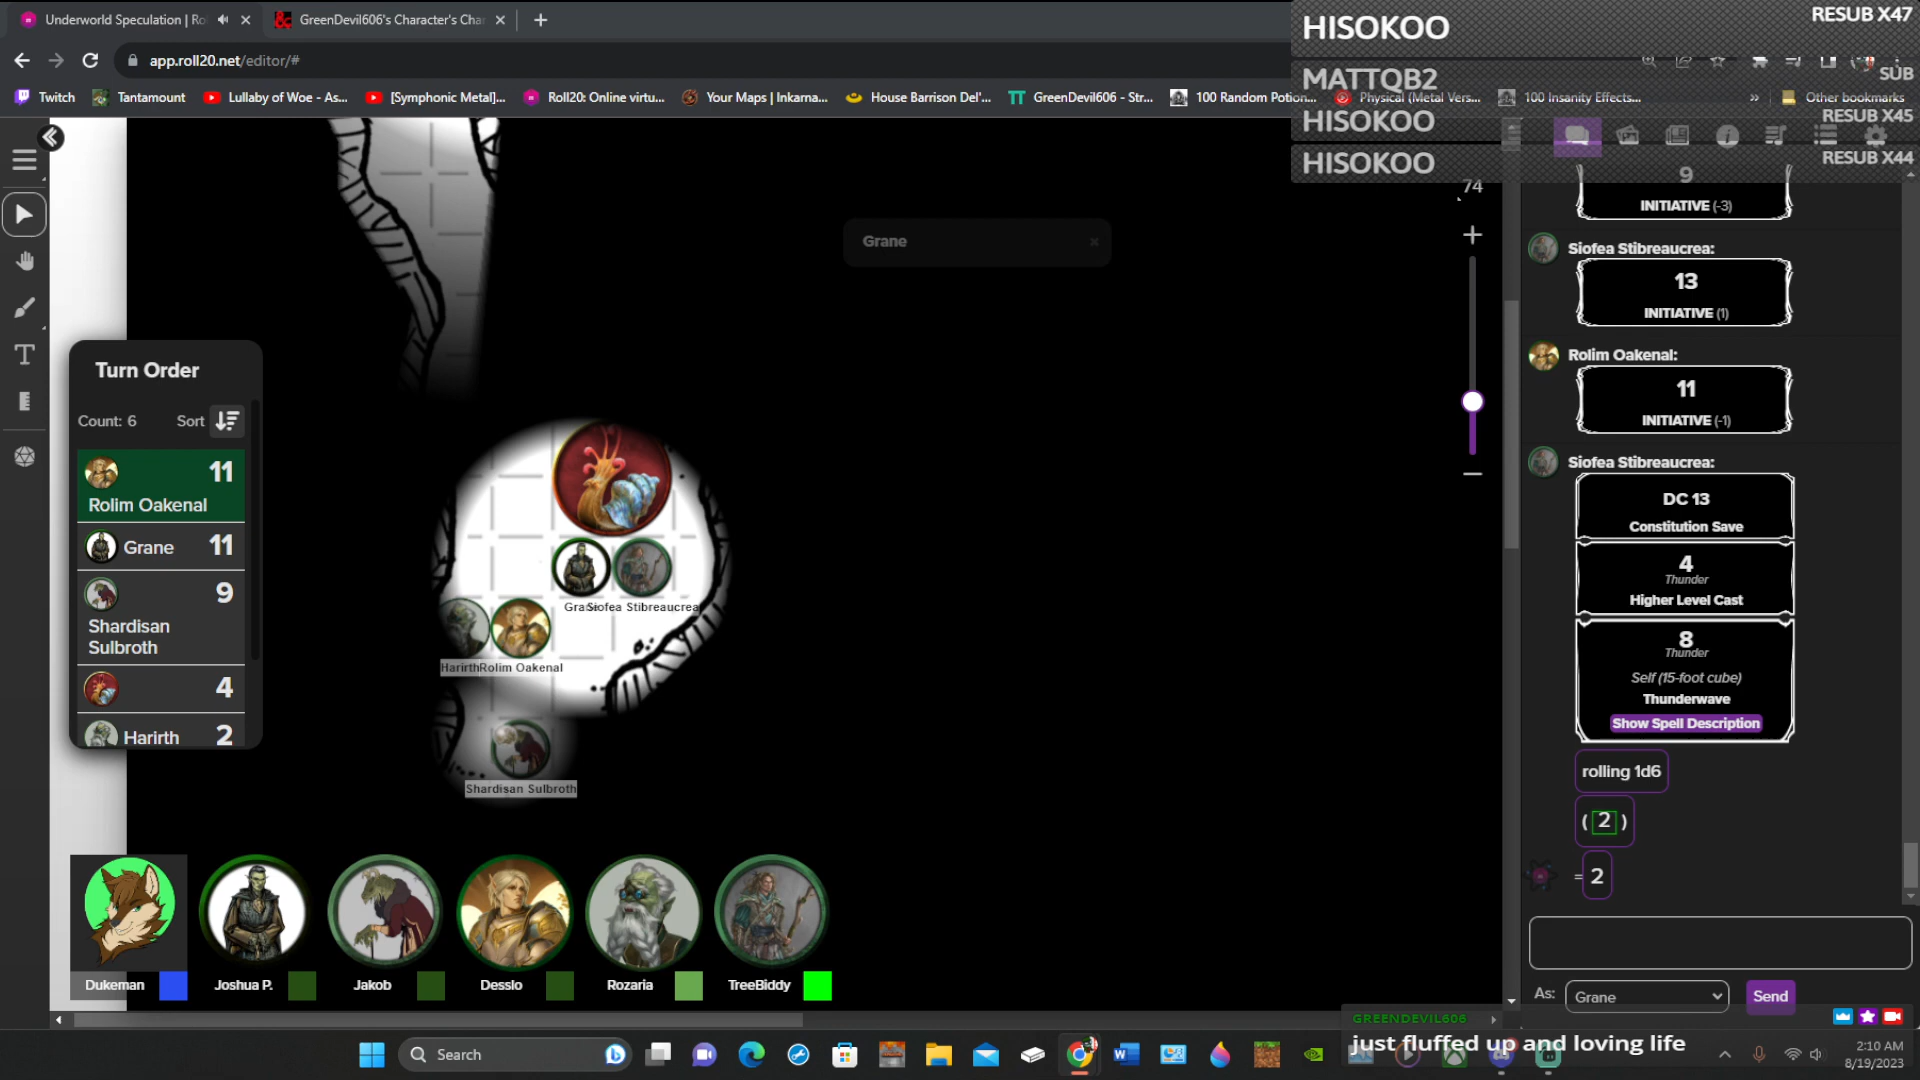 Underworld Speculation | Ro
GreenDevil606's Character's Char
HISOKOO
RESUB X47
app.roll20.net/editor/#
MATTQB2
SUB
Twitch
Tantamount
Lullaby of Woe - As...
[Symphonic Metal]...
Roll20: Online virtu...
Your Maps | Inkarna...
House Barrison Del'...
GreenDevil606 - Str...
100 Random Potion...
Physical (Metal Vers...
100 Insanity Effects...
Other bookmarks
HISOKOO
RESUB X45
HISOKOO
RESUB X44
74
Grane
9
INITIATIVE (-3)
Siofea Stibreaucrea:
13
INITIATIVE (1)
Rolim Oakenal:
11
INITIATIVE (-1)
Siofea Stibreaucrea:
DC 13
Constitution Save
4
Thunder
Higher Level Cast
8
Thunder
Self (15-foot cube)
Thunderwave
Show Spell Description
rolling 1d6
(2)
=2
As:
Grane
Send
Turn Order
Count: 6
Sort
11
Rolim Oakenal
Grane 11
9
Shardisan
Sulbroth
4
Harirth 2
Siofea Stibreaucrea
Harirth
Rolim Oakenal
Shardisan Sulbroth
Dukeman
Joshua P.
Jakob
Desslo
Rozaria
TreeBiddy
GREENDEVIL606
just fluffed up and loving life
Search
2:10 AM
8/19/2023